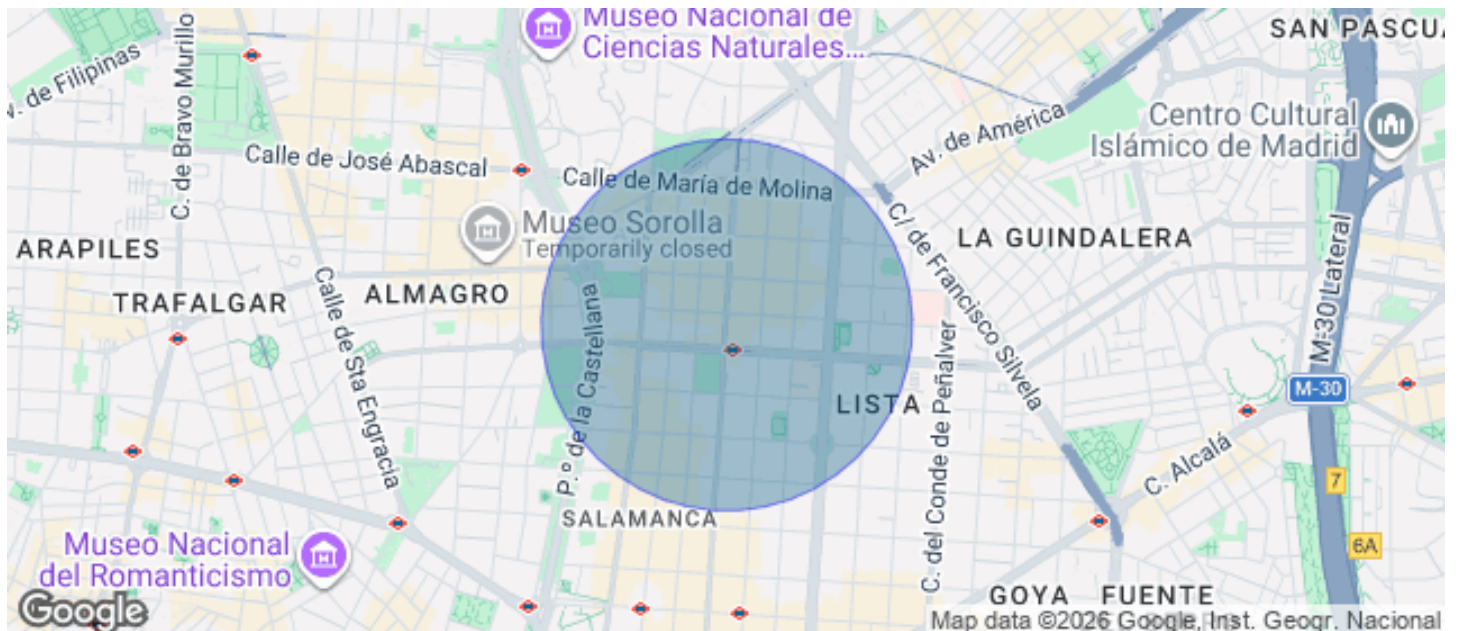 Museo Nacional de
Ciencias Naturales...
SAN PASCUA
v. de Filipinas
C. de Bravo Murillo
Centro Cultural
Islámico de Madrid
Av. de América
Calle de José Abascal
Calle de María de Molina
Museo Sorolla
Temporarily closed
C/ de Francisco Silvela
LA GUINDALERA
ARAPILES
M-30 Lateral
TRAFALGAR
ALMAGRO
Calle de Sta Engracia
P.º de la Castellana
C. del Conde de Peñalver
M-30
LISTA
C. Alcalá
7
SALAMANCA
6A
Museo Nacional
del Romanticismo
GOYA
FUENTE
Google
Map data ©2026 Google, Inst. Geogr. Nacional